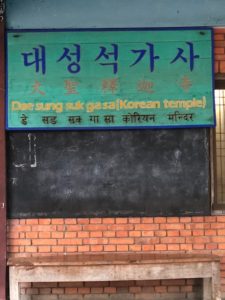 대성석가사
大聖釋迦寺
Dae sung suk ga sa(Korean temple)
डे सङ सुक गा सा कोरियन मन्दिर